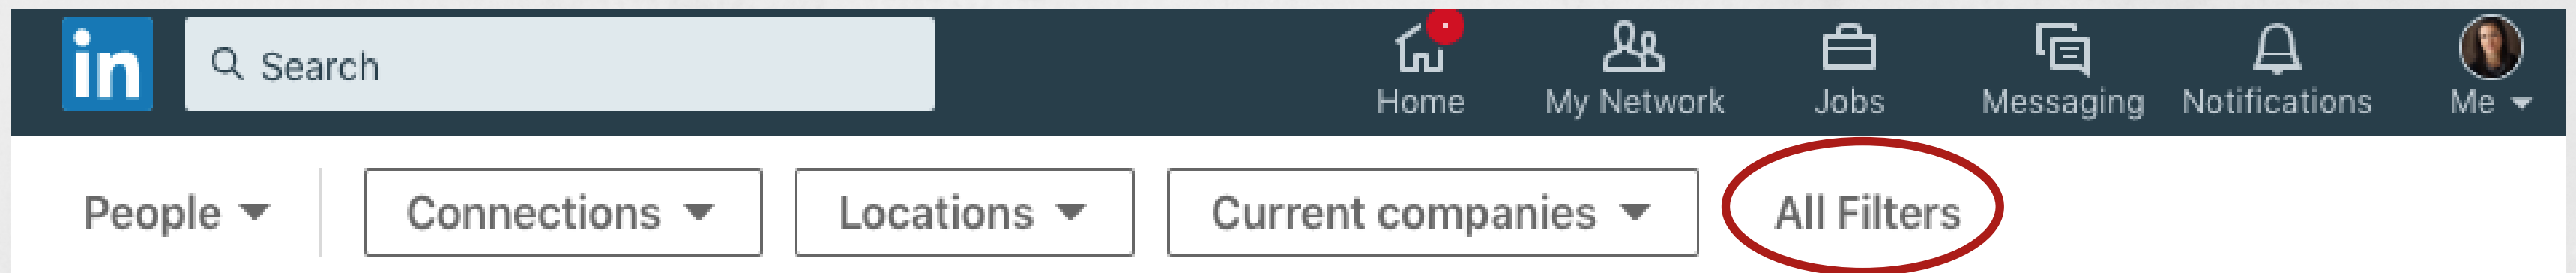 in Search
Home My Network Jobs Messaging Notifications Me
People Connections Locations Current companies All Filters